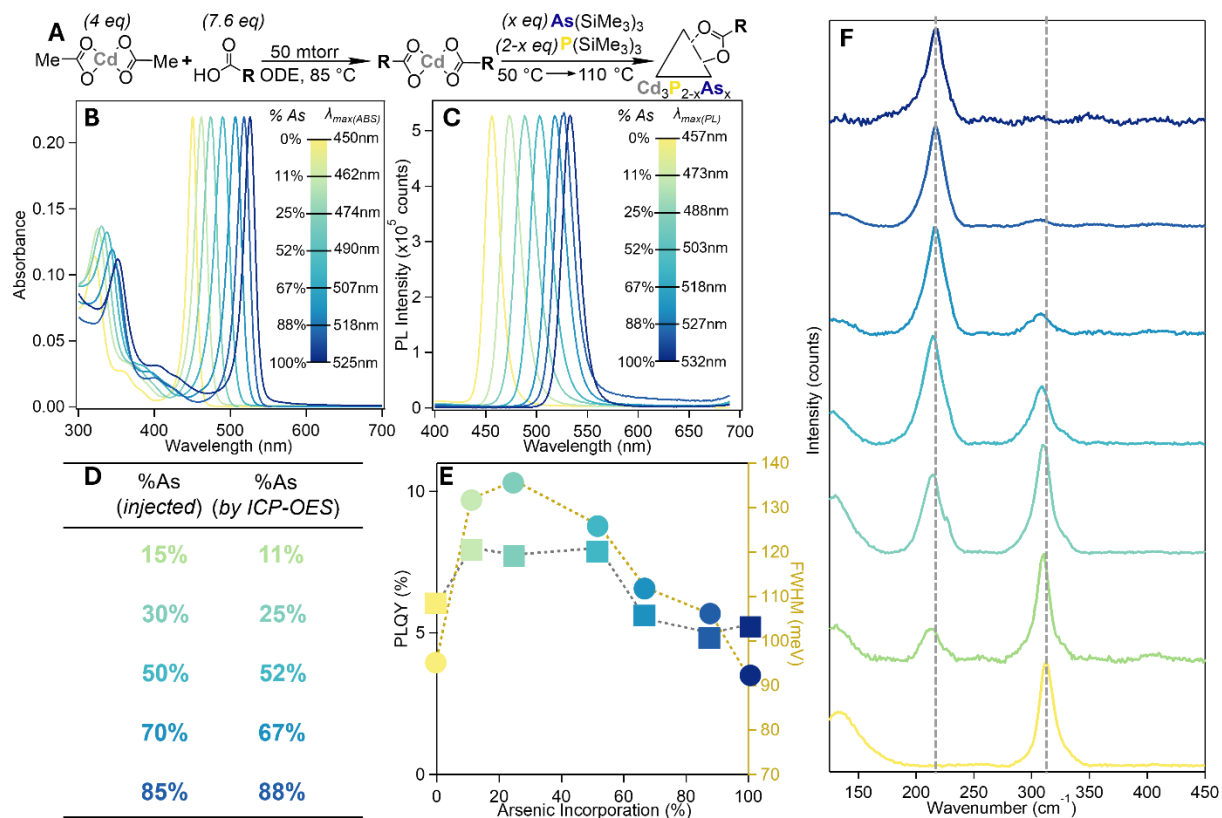 A
(4 eq) (7.6 eq)
Me O O Cd O O Me + HO O R
50 mtorr
ODE, 85 °C
R O O Cd O O R
(x eq) As(SiMe3)3
(2-x eq) P(SiMe3)3
50 °C → 110 °C
O R O
Cd3P2-xAsx
B
Absorbance
0.20
0.15
0.10
0.05
0.00
300 400 500 600 700
Wavelength (nm)
% As λmax(ABS)
0% 450nm
11% 462nm
25% 474nm
52% 490nm
67% 507nm
88% 518nm
100% 525nm
C
PL Intensity (x10^5 counts)
5
4
3
2
1
0
400 450 500 550 600 650 700
Wavelength (nm)
% As λmax(PL)
0% 457nm
11% 473nm
25% 488nm
52% 503nm
67% 518nm
88% 527nm
100% 532nm
D
%As %As
(injected) (by ICP-OES)
15% 11%
30% 25%
50% 52%
70% 67%
85% 88%
E
PLQY (%)
10
5
0
0 20 40 60 80 100
Arsenic Incorporation (%)
140
130
120
110
100
90
80
70
FWHM (meV)
F
Intensity (counts)
150 200 250 300 350 400 450
Wavenumber (cm-1)